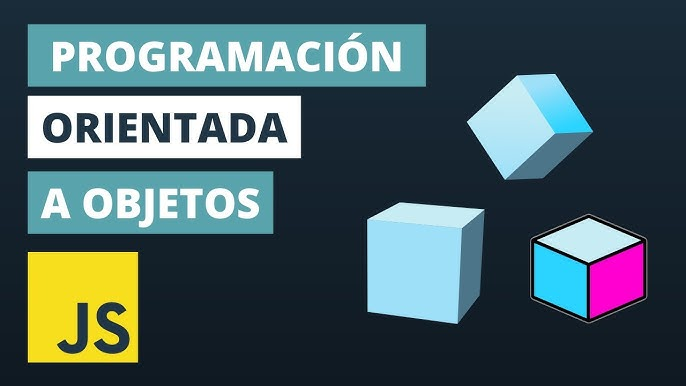 PROGRAMACIÓN
ORIENTADA
A OBJETOS
JS